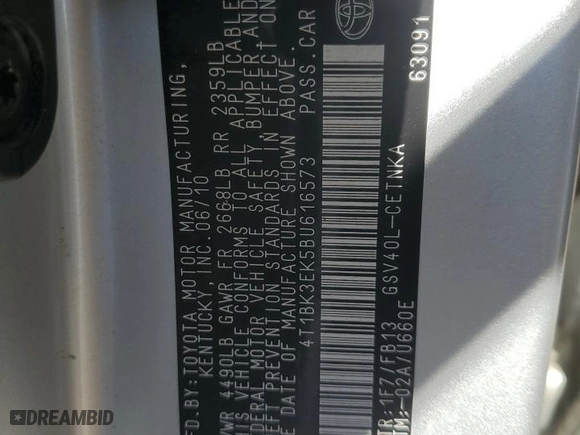 MFD. BY: TOYOTA MOTOR MANUFACTURING,
KENTUCKY, INC. 06/10
GVWR 4490LB GAWR FR 2668LB RR 2359LB
THIS VEHICLE CONFORMS TO ALL APPLICABLE
FEDERAL MOTOR VEHICLE SAFETY, BUMPER AND
THEFT PREVENTION STANDARDS IN EFFECT ON
THE DATE OF MANUFACTURE SHOWN ABOVE.
4T1BK3EK5BU616573 PASS. CAR
TR: 1F7/FB13 GSV40L-CETNKA
TM:-02A/U660E
63091
DREAMBID